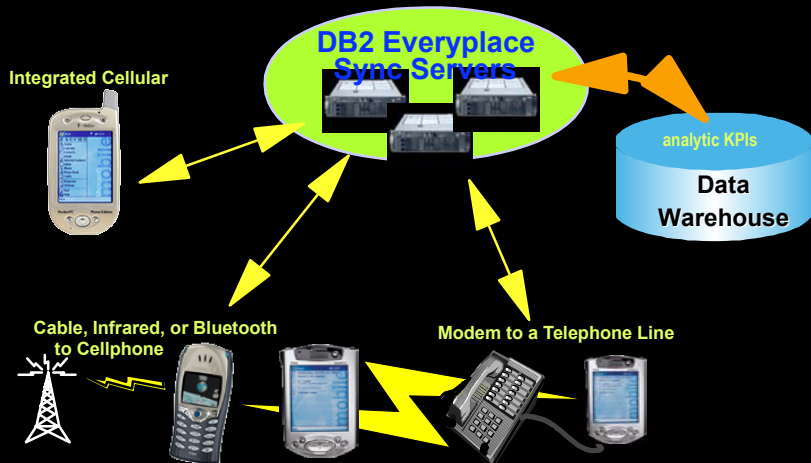 DB2 Everyplace
Sync Servers
Integrated Cellular
analytic KPIs
Data
Warehouse
Cable, Infrared, or Bluetooth
to Cellphone
Modem to a Telephone Line